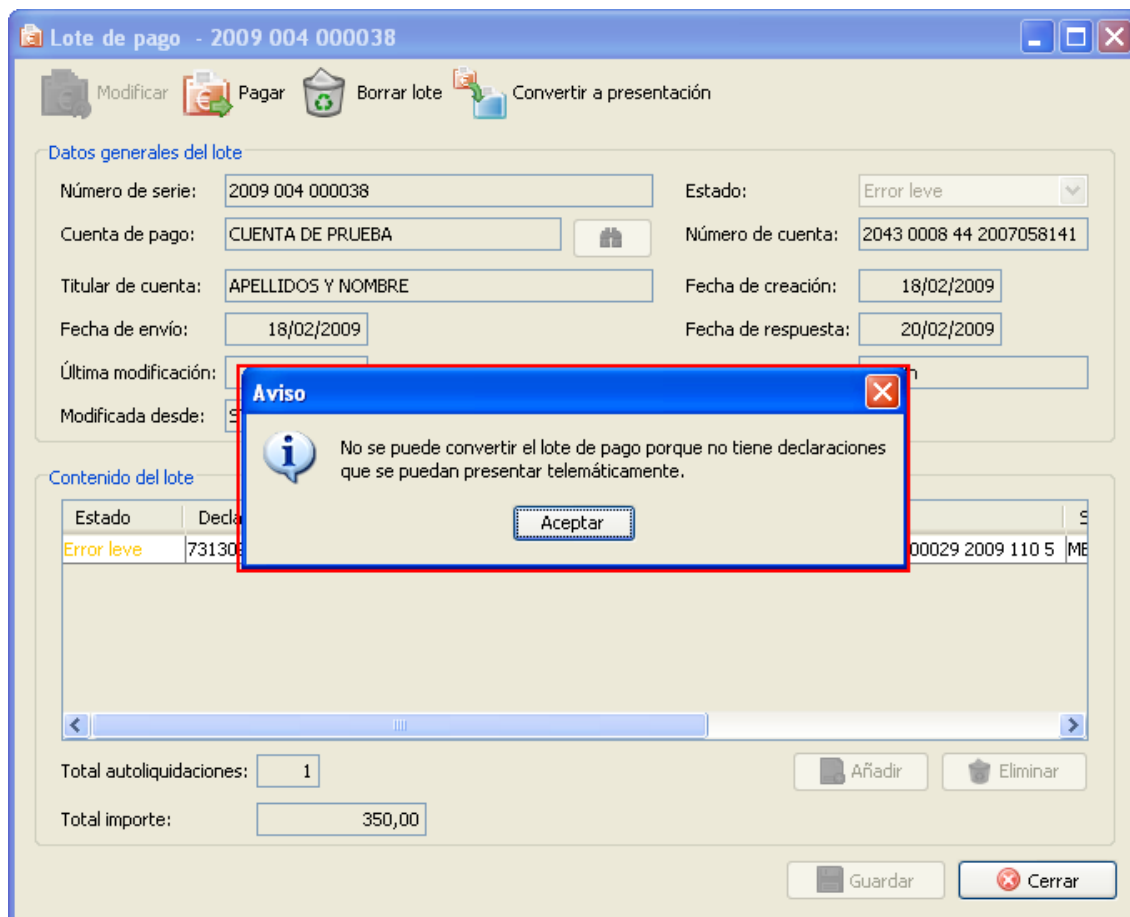 Lote de pago - 2009 004 000038
Modificar Pagar Borrar lote Convertir a presentación
Datos generales del lote
Número de serie: 2009 004 000038 Estado: Error leve
Cuenta de pago: CUENTA DE PRUEBA Número de cuenta: 2043 0008 44 2007058141
Titular de cuenta: APELLIDOS Y NOMBRE Fecha de creación: 18/02/2009
Fecha de envío: 18/02/2009 Fecha de respuesta: 20/02/2009
Última modificación:
Modificada desde:
Aviso
No se puede convertir el lote de pago porque no tiene declaraciones
que se puedan presentar telemáticamente.
Aceptar
Contenido del lote
Estado
Error leve 00029 2009 110 5
Total autoliquidaciones: 1 Añadir Eliminar
Total importe: 350,00
Guardar Cerrar